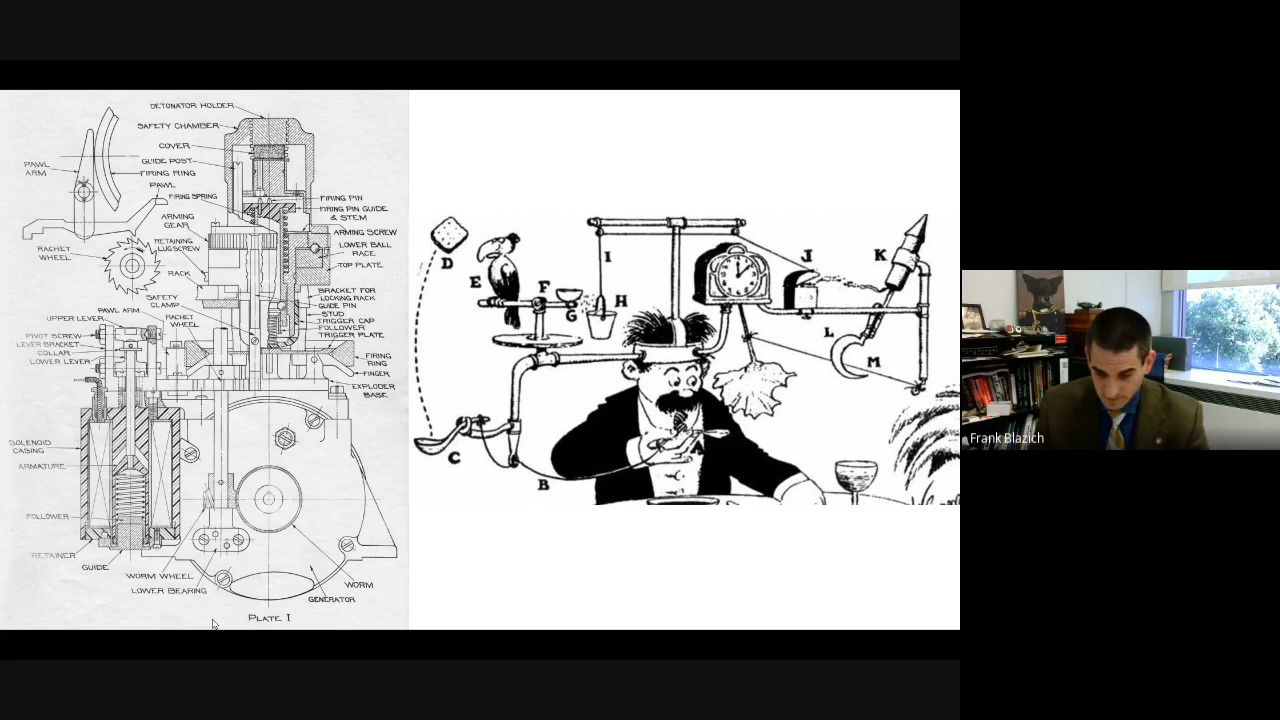 DETONATOR HOLDER
SAFETY CHAMBER
COVER
GUIDE POST
FIRING RING
PAWL
ARM
PAWL
FIRING SPRING
FIRING PIN
FIRING PIN GUIDE
& STEM
ARMING
GEAR
ARMING SCREW
RETAINING
LUGSCREW
LOWER BALL
RACE
RACHET
WHEEL
TOP PLATE
RACK
BRACKET FOR
LOCKING RACK
SAFETY
CLAMP
GUIDE PIN
STUD
PAWL ARM
RACHET
WHEEL
TRIGGER CAP
FOLLOWER
TRIGGER PLATE
UPPER LEVER
PIVOT SCREW
LEVER BRACKET
COLLAR
LOWER LEVER
FIRING
RING
FINGER
EXPLODER
BASE
SOLENOID
CASING
ARMATURE
FOLLOWER
RETAINER
GUIDE
WORM WHEEL
LOWER BEARING
WORM
GENERATOR
PLATE I
D
E
F
G
H
I
J
K
L
M
A
B
C
Frank Blazich